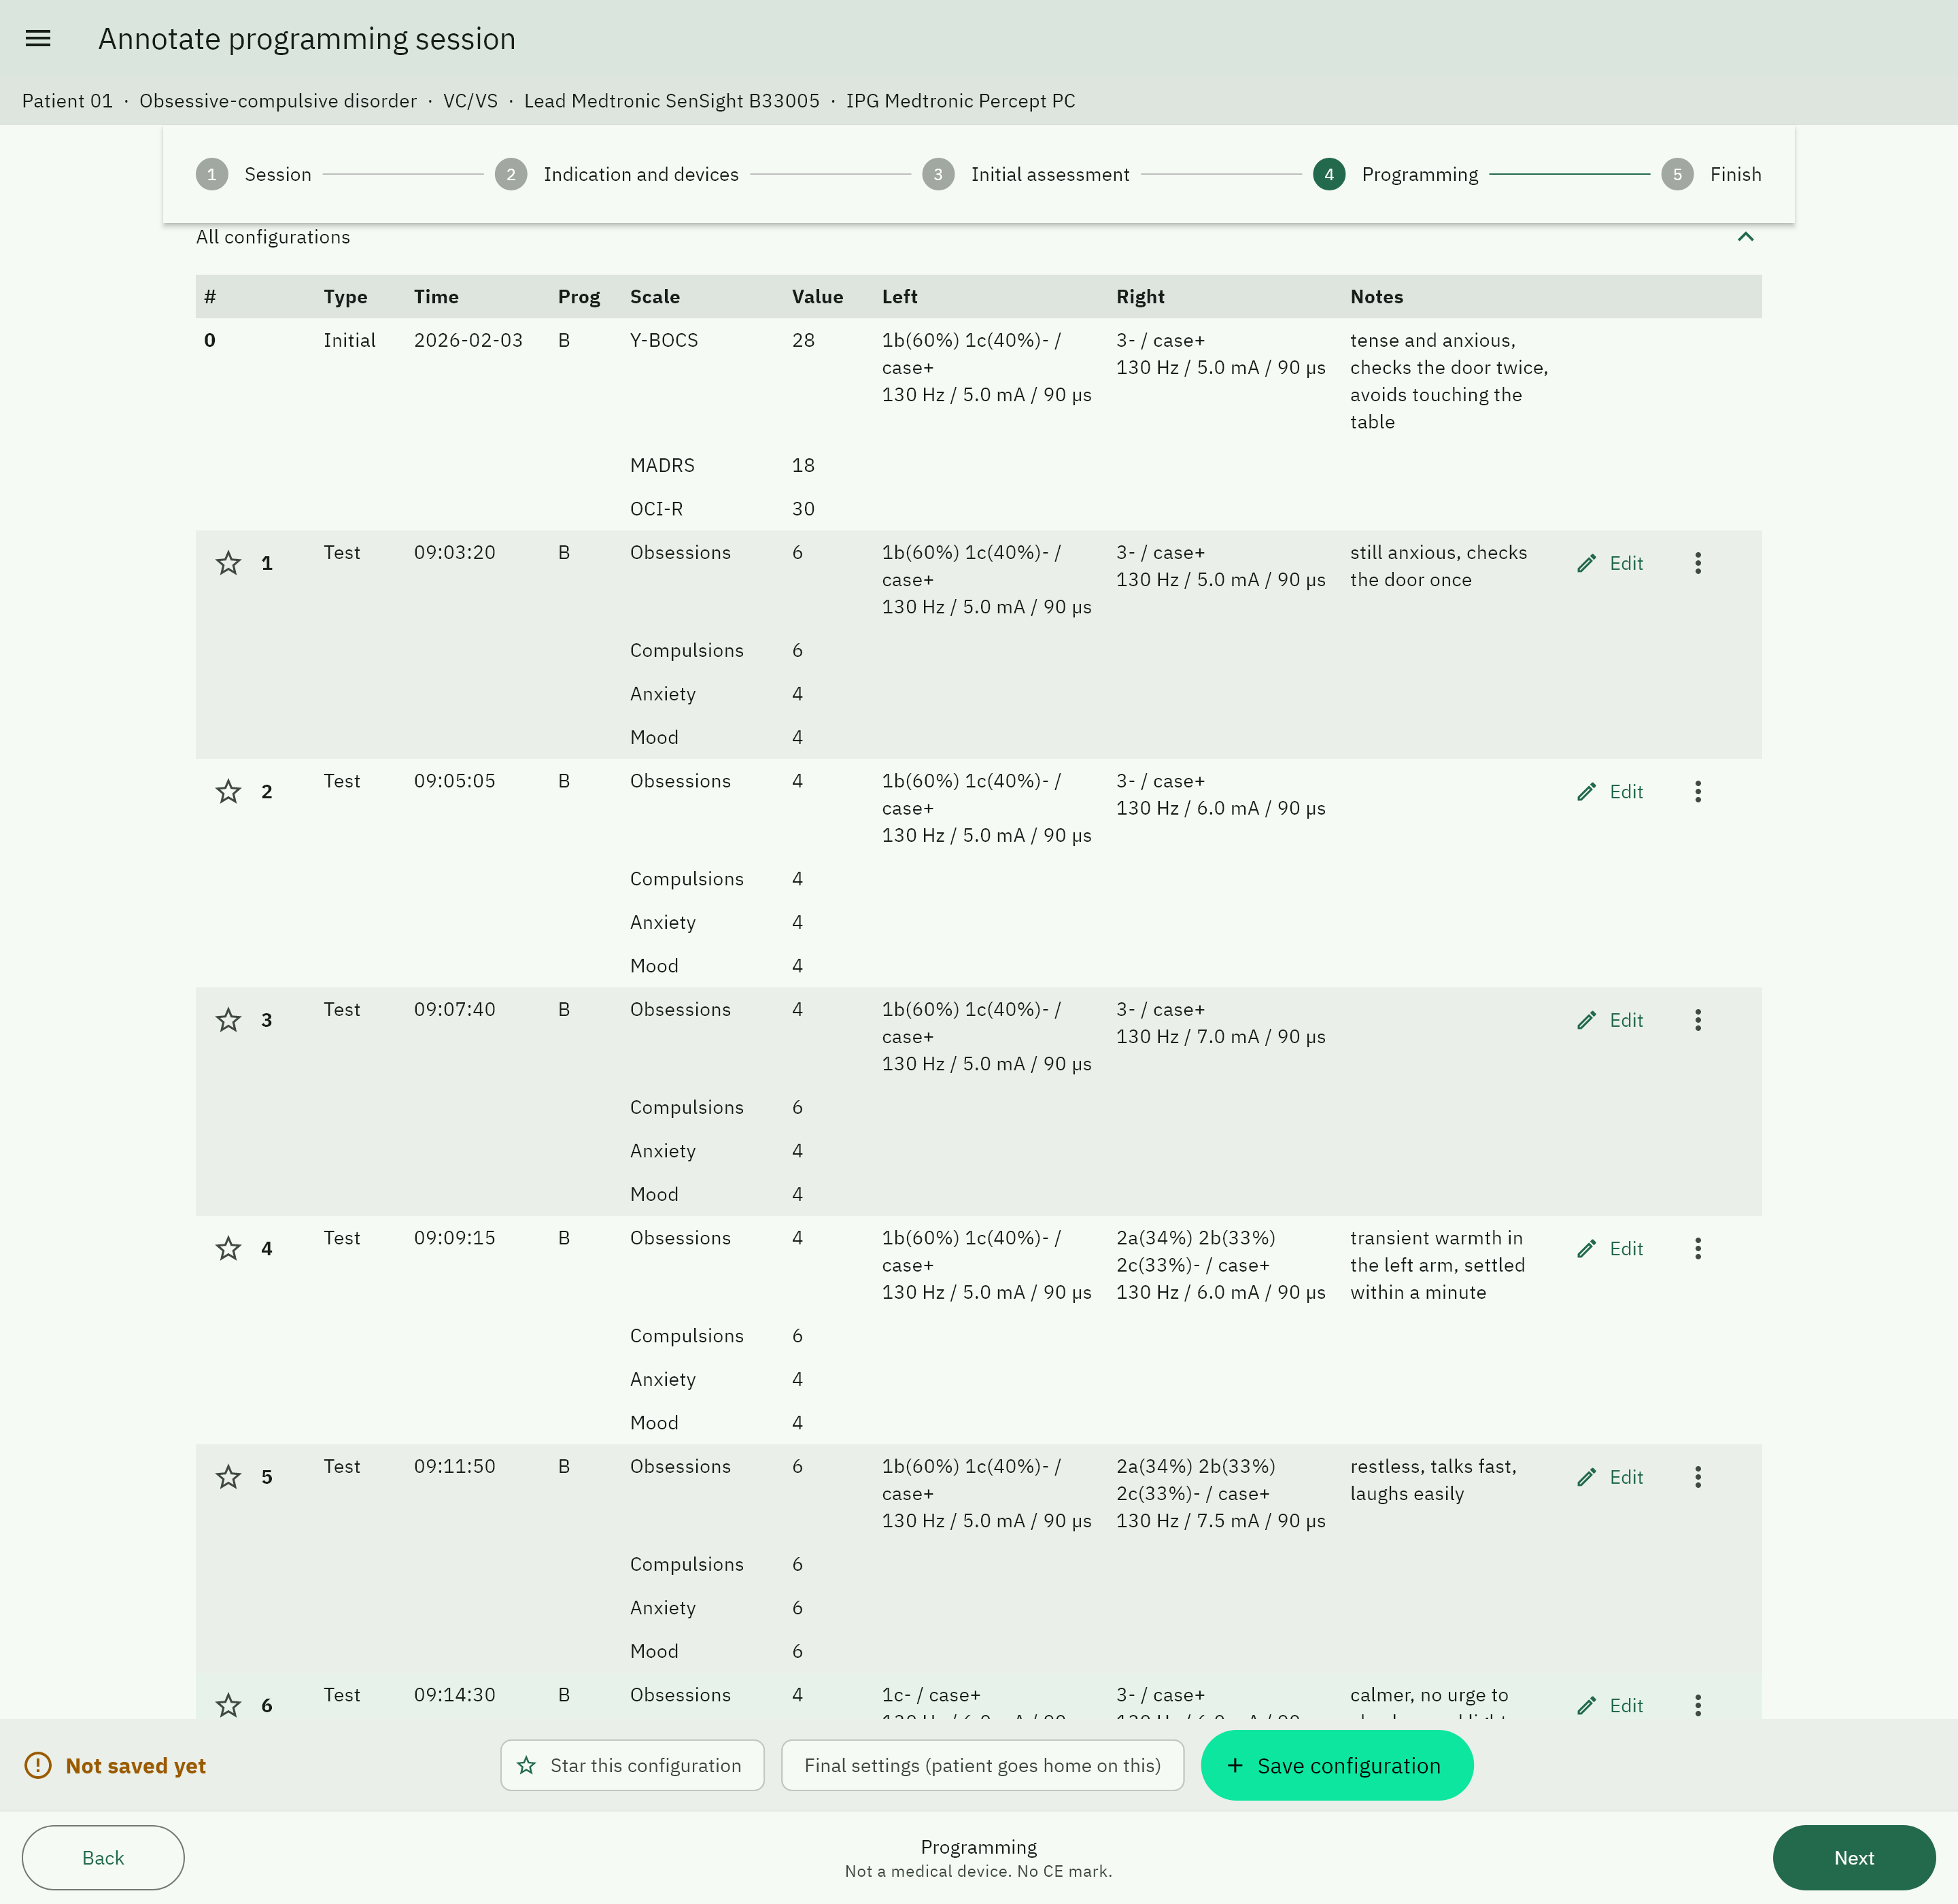 Annotate programming session
Patient 01 · Obsessive-compulsive disorder · VC/VS · Lead Medtronic SenSight B33005 · IPG Medtronic Percept PC
1 Session 2 Indication and devices 3 Initial assessment 4 Programming 5 Finish
All configurations
# Type Time Prog Scale Value Left Right Notes
0 Initial 2026-02-03 B Y-BOCS 28 1b(60%) 1c(40%)- / 3- / case+ tense and anxious,
case+ 130 Hz / 5.0 mA / 90 µs checks the door twice,
130 Hz / 5.0 mA / 90 µs avoids touching the
table
MADRS 18
OCI-R 30
1 Test 09:03:20 B Obsessions 6 1b(60%) 1c(40%)- / 3- / case+ still anxious, checks Edit
case+ 130 Hz / 5.0 mA / 90 µs the door once
130 Hz / 5.0 mA / 90 µs
Compulsions 6
Anxiety 4
Mood 4
2 Test 09:05:05 B Obsessions 4 1b(60%) 1c(40%)- / 3- / case+ Edit
case+ 130 Hz / 6.0 mA / 90 µs
130 Hz / 5.0 mA / 90 µs
Compulsions 4
Anxiety 4
Mood 4
3 Test 09:07:40 B Obsessions 4 1b(60%) 1c(40%)- / 3- / case+ Edit
case+ 130 Hz / 7.0 mA / 90 µs
130 Hz / 5.0 mA / 90 µs
Compulsions 6
Anxiety 4
Mood 4
4 Test 09:09:15 B Obsessions 4 1b(60%) 1c(40%)- / 2a(34%) 2b(33%) transient warmth in Edit
case+ 2c(33%)- / case+ the left arm, settled
130 Hz / 5.0 mA / 90 µs 130 Hz / 6.0 mA / 90 µs within a minute
Compulsions 6
Anxiety 4
Mood 4
5 Test 09:11:50 B Obsessions 6 1b(60%) 1c(40%)- / 2a(34%) 2b(33%) restless, talks fast, Edit
case+ 2c(33%)- / case+ laughs easily
130 Hz / 5.0 mA / 90 µs 130 Hz / 7.5 mA / 90 µs
Compulsions 6
Anxiety 6
Mood 6
6 Test 09:14:30 B Obsessions 4 1c- / case+ 3- / case+ calmer, no urge to Edit
Not saved yet Star this configuration Final settings (patient goes home on this) + Save configuration
Back Programming Next
Not a medical device. No CE mark.